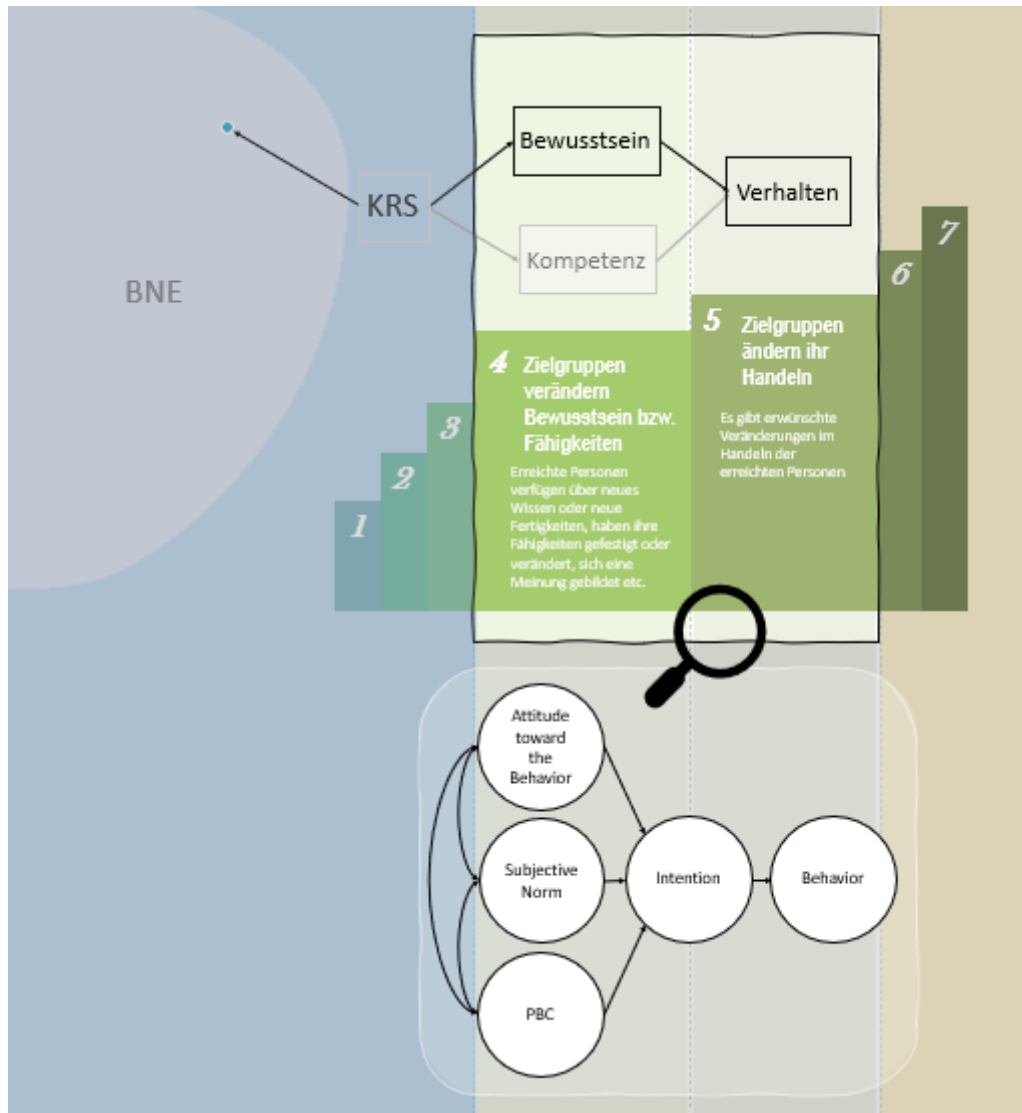 Bewusstsein
KRS
Verhalten
Kompetenz
BNE
1
2
3
4 Zielgruppen
verändern
Bewusstsein bzw.
Fähigkeiten
Erreichte Personen
verfügen über neues
Wissen oder neue
Fertigkeiten, haben ihre
Fähigkeiten gefestigt oder
verändert, sich eine
Meinung gebildet etc.
5 Zielgruppen
ändern ihr
Handeln
Es gibt erwünschte
Veränderungen im
Handeln der
erreichten Personen
6
7
Attitude
toward
the
Behavior
Subjective
Norm
PBC
Intention
Behavior